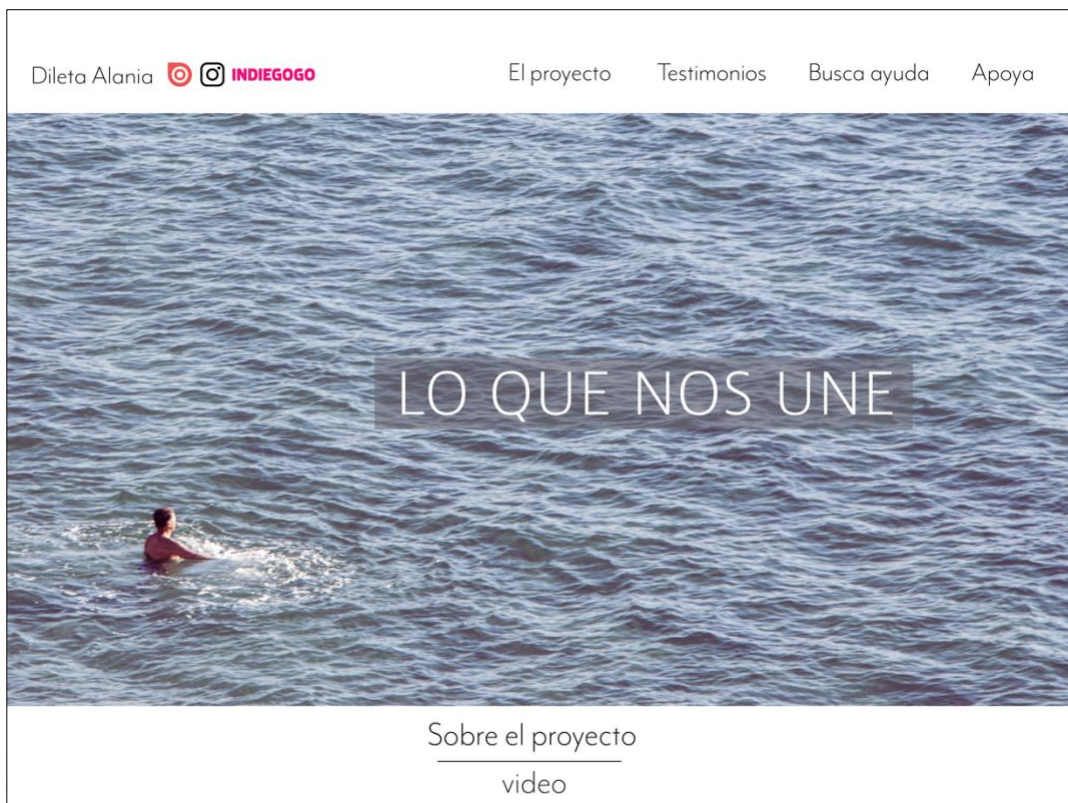 Dileta Alania INDIEGOGO El proyecto Testimonios Busca ayuda Apoya
LO QUE NOS UNE
Sobre el proyecto
video